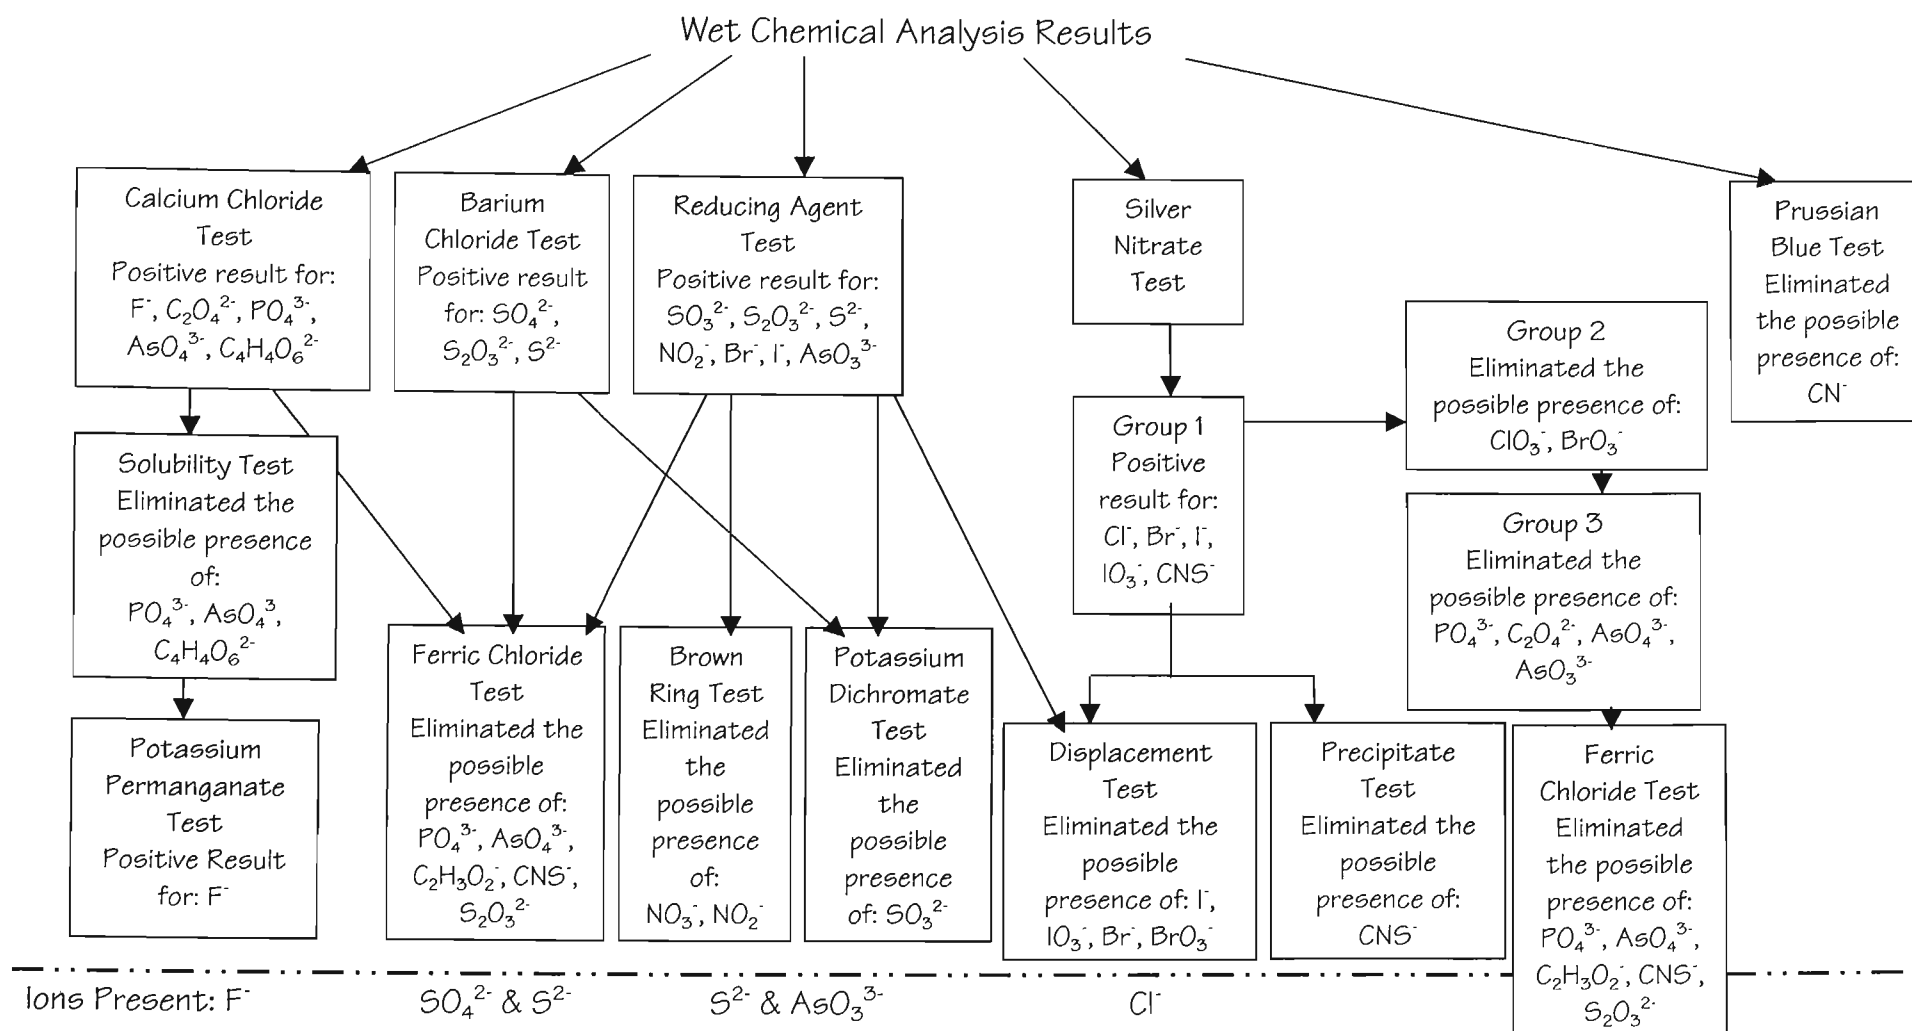 Wet Chemical Analysis Results
Calcium Chloride
Test
Positive result for:
F⁻, C₂O₄²⁻, PO₄³⁻,
AsO₄³⁻, C₄H₄O₆²⁻
Barium
Chloride Test
Positive result
for: SO₄²⁻,
S₂O₃²⁻, S²⁻
Reducing Agent
Test
Positive result for:
SO₃²⁻, S₂O₃²⁻, S²⁻,
NO₂⁻, Br⁻, I⁻, AsO₃³⁻
Silver
Nitrate
Test
Prussian
Blue Test
Eliminated
the possible
presence of:
CN⁻
Group 1
Positive
result for:
Cl⁻, Br⁻, I⁻,
IO₃⁻, CNS⁻
Group 2
Eliminated the
possible presence of:
ClO₃⁻, BrO₃⁻
Group 3
Eliminated the
possible presence of:
PO₄³⁻, C₂O₄²⁻, AsO₄³⁻,
AsO₃³⁻
Solubility Test
Eliminated the
possible presence
of:
PO₄³⁻, AsO₄³,
C₄H₄O₆²⁻
Potassium
Permanganate
Test
Positive Result
for: F⁻
Ferric Chloride
Test
Eliminated the
possible
presence of:
PO₄³⁻, AsO₄³⁻,
C₂H₃O₂⁻, CNS⁻,
S₂O₃²⁻
Brown
Ring Test
Eliminated
the
possible
presence
of:
NO₃⁻, NO₂⁻
Potassium
Dichromate
Test
Eliminated
the
possible
presence
of: SO₃²⁻
Displacement
Test
Eliminated the
possible
presence of: I⁻,
IO₃⁻, Br⁻, BrO₃⁻
Precipitate
Test
Eliminated the
possible
presence of:
CNS⁻
Ferric
Chloride Test
Eliminated
the possible
presence of:
PO₄³⁻, AsO₄³⁻,
C₂H₃O₂⁻, CNS⁻,
S₂O₃²⁻
Ions Present: F⁻
SO₄²⁻ & S²⁻
S²⁻ & AsO₃³⁻
Cl⁻